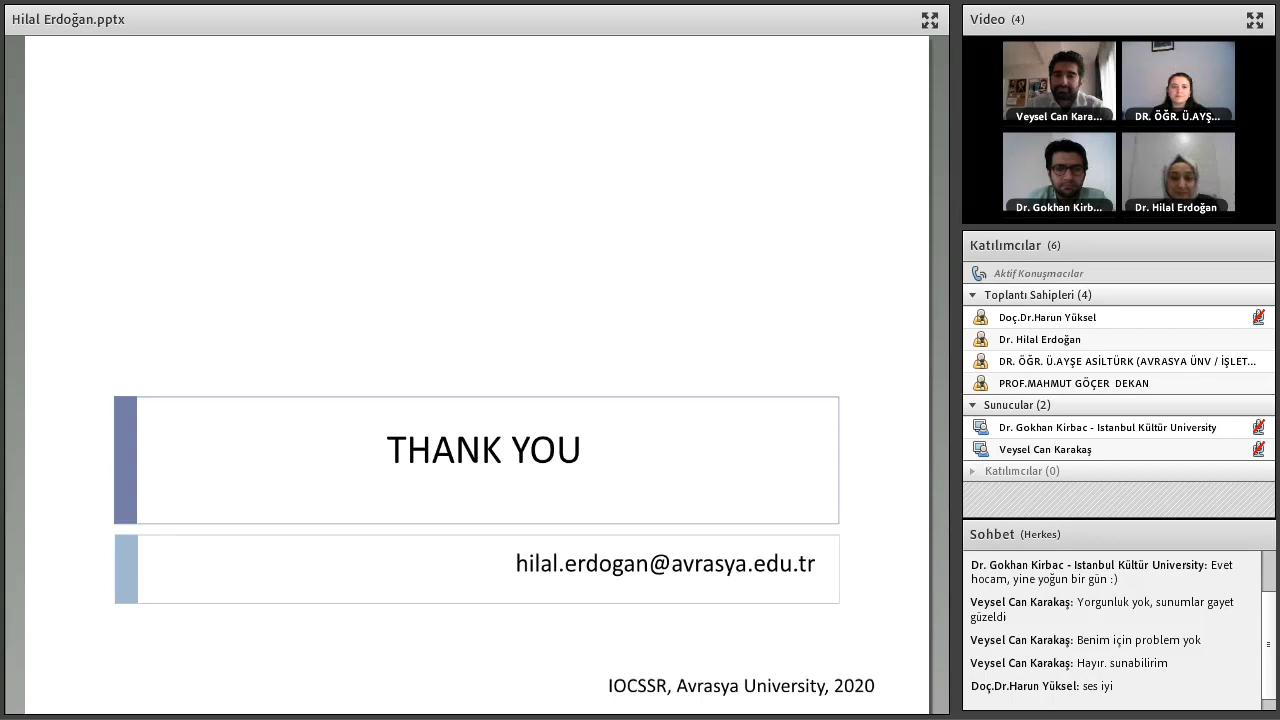 Hilal Erdoğan.pptx
THANK YOU
hilal.erdogan@avrasya.edu.tr
IOCSSR, Avrasya University, 2020
Video (4)
Veysel Can Kara...
DR. ÖĞR. Ü.AYŞ...
Dr. Gokhan Kirb...
Dr. Hilal Erdoğan
Katılımcılar (6)
Aktif Konuşmacılar
Toplantı Sahipleri (4)
Doç.Dr.Harun Yüksel
Dr. Hilal Erdoğan
DR. ÖĞR. Ü.AYŞE ASİLTÜRK (AVRASYA ÜNV / İŞLET...
PROF.MAHMUT GÖÇER DEKAN
Sunucular (2)
Dr. Gokhan Kirbac - Istanbul Kültür University
Veysel Can Karakaş
Katılımcılar (0)
Sohbet (Herkes)
Dr. Gokhan Kirbac - Istanbul Kültür University: Evet
hocam, yine yoğun bir gün :)
Veysel Can Karakaş: Yorgunluk yok, sunumlar gayet
güzeldi
Veysel Can Karakaş: Benim için problem yok
Veysel Can Karakaş: Hayır. sunabilirim
Doç.Dr.Harun Yüksel: ses iyi